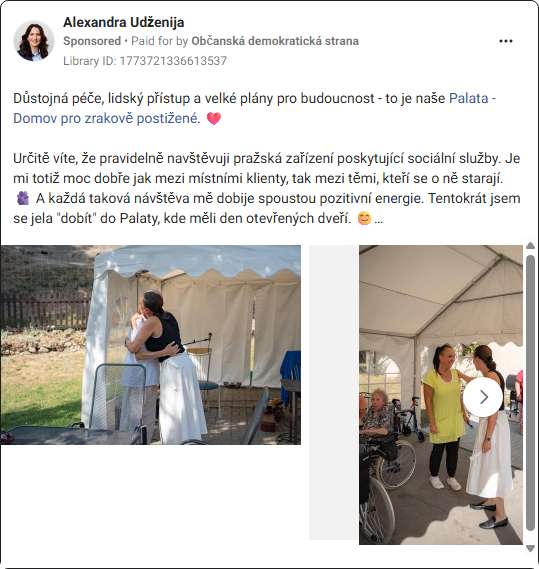 Alexandra Udženija
Sponsored • Paid for by Občanská demokratická strana
Library ID: 1773721336613537
Důstojná péče, lidský přístup a velké plány pro budoucnost - to je naše Palata -
Domov pro zrakově postižené. ❤️
Určitě víte, že pravidelně navštěvuji pražská zařízení poskytující sociální služby. Je
mi totiž moc dobře jak mezi místními klienty, tak mezi těmi, kteří se o ně starají.
🫂 A každá taková návštěva mě dobije spoustou pozitivní energie. Tentokrát jsem
se jela "dobít" do Palaty, kde měli den otevřených dveří. 😊 ...